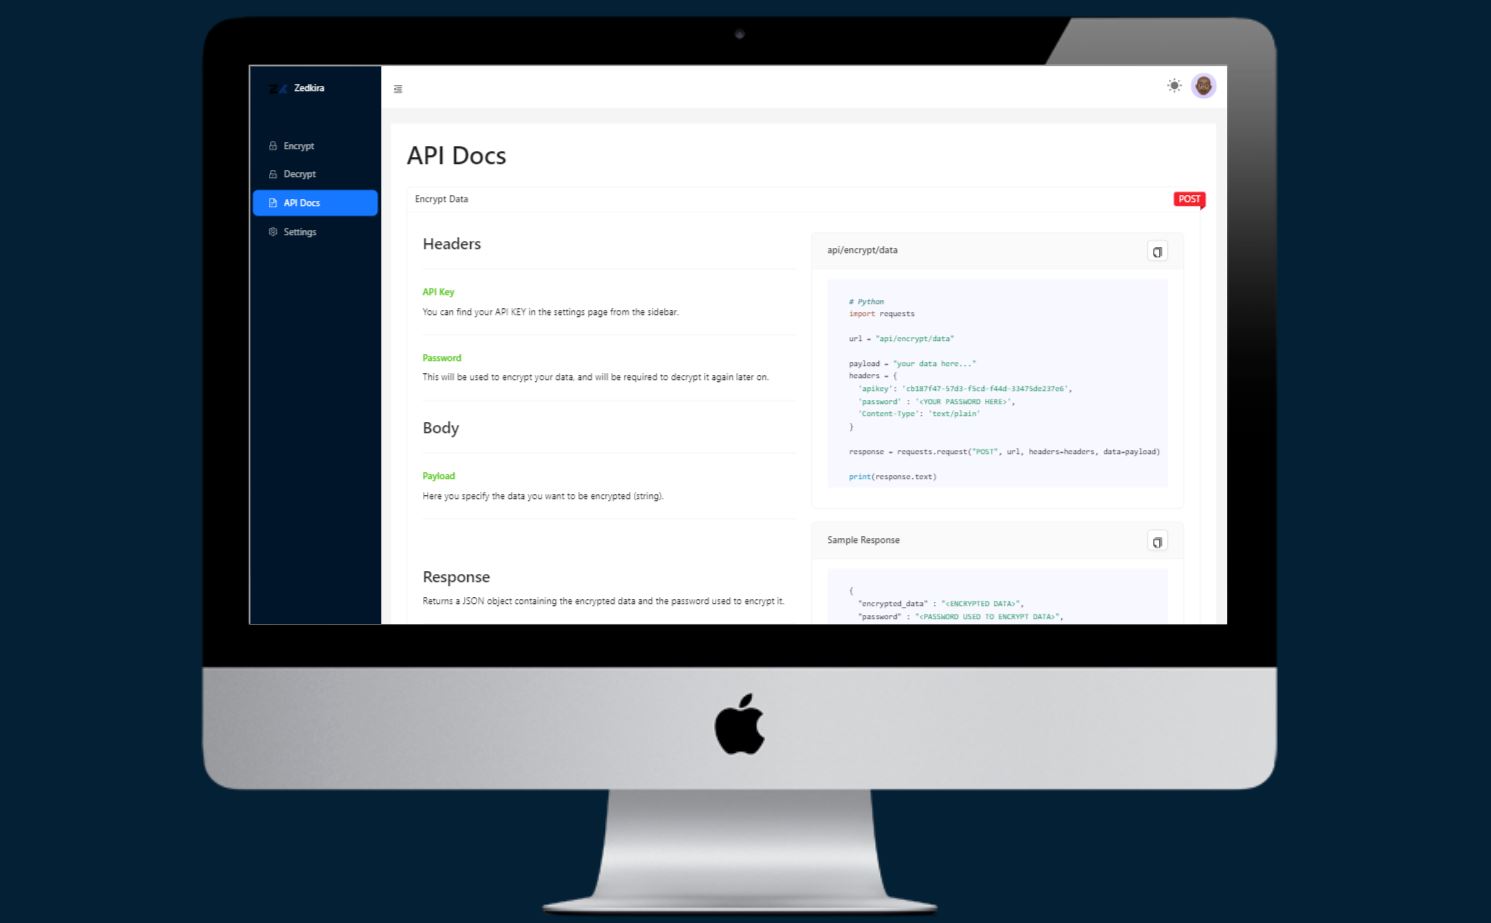 Zedkira
Encrypt
Decrypt
API Docs
Settings
API Docs
Encrypt Data
POST
Headers
API Key
You can find your API KEY in the settings page from the sidebar.
Password
This will be used to encrypt your data, and will be required to decrypt it again later on.
Body
Payload
Here you specify the data you want to be encrypted (string).
Response
Returns a JSON object containing the encrypted data and the password used to encrypt it.
api/encrypt/data
# Python
import requests
url = "api/encrypt/data"
payload = "your data here..."
headers = {
'apikey': 'cb187f47-57d3-f5cd-f44d-33475de237e6',
'password' : '<YOUR PASSWORD HERE>',
'Content-Type': 'text/plain'
}
response = requests.request("POST", url, headers=headers, data=payload)
print(response.text)
Sample Response
{
"encrypted_data" : "<ENCRYPTED DATA>",
"password" : "<PASSWORD USED TO ENCRYPT DATA>",